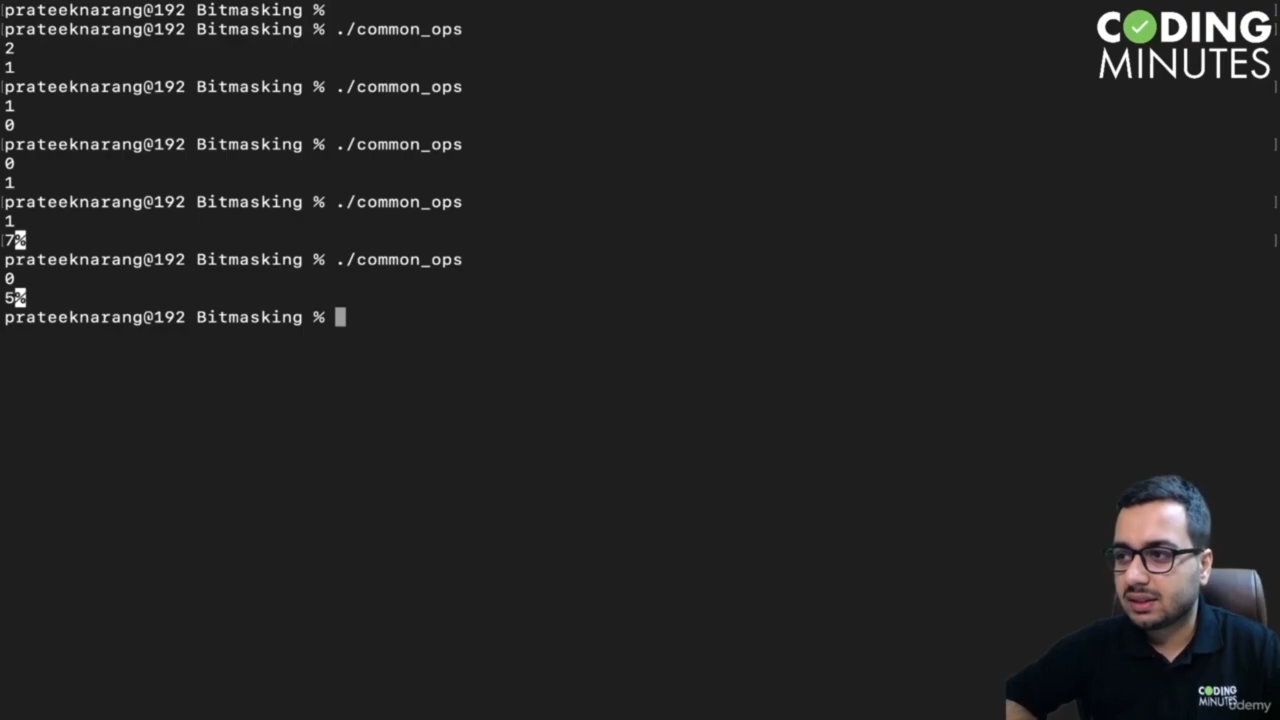 prateeknarang@192 Bitmasking %
prateeknarang@192 Bitmasking % ./common_ops
2
1
prateeknarang@192 Bitmasking % ./common_ops
1
0
prateeknarang@192 Bitmasking % ./common_ops
0
1
prateeknarang@192 Bitmasking % ./common_ops
1
7%
prateeknarang@192 Bitmasking % ./common_ops
0
5%
prateeknarang@192 Bitmasking %
CODING
MINUTES
CODING
MINUTES
udemy